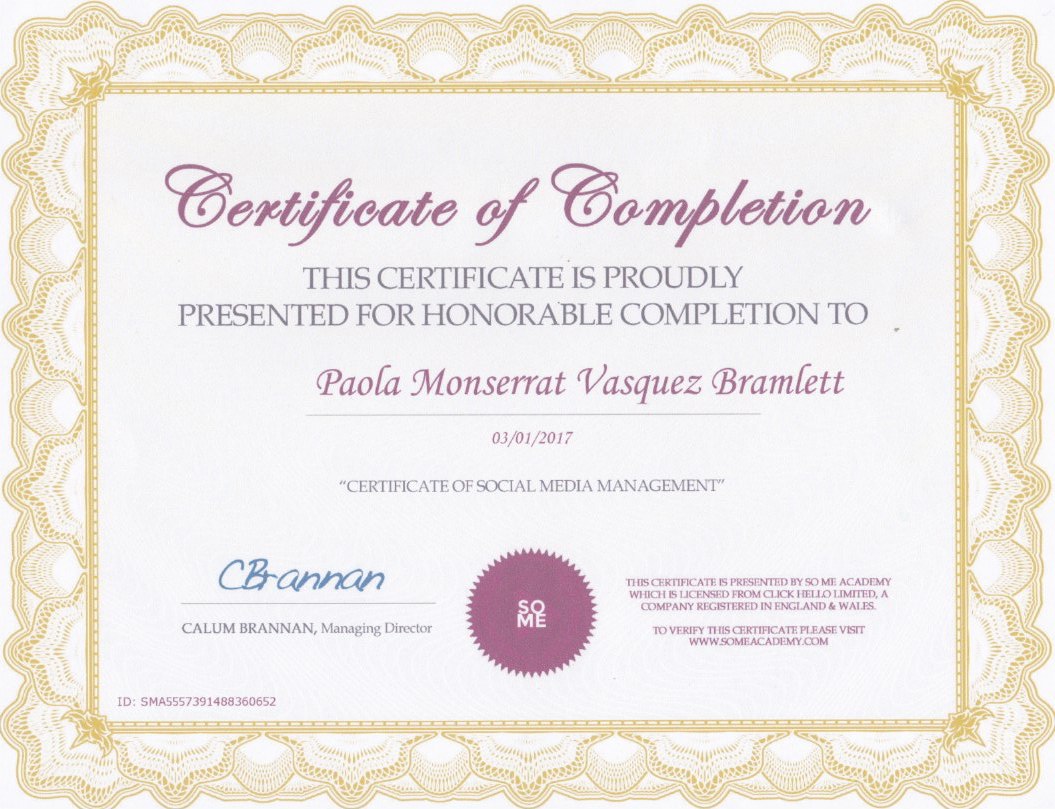 Certificate of Completion
THIS CERTIFICATE IS PROUDLY
PRESENTED FOR HONORABLE COMPLETION TO
Paola Monserrat Vasquez Bramlett
03/01/2017
“CERTIFICATE OF SOCIAL MEDIA MANAGEMENT”
CBrannan
CALUM BRANNAN, Managing Director
SO
ME
THIS CERTIFICATE IS PRESENTED BY SO ME ACADEMY
WHICH IS LICENSED FROM CLICK HELLO LIMITED, A
COMPANY REGISTERED IN ENGLAND & WALES.
TO VERIFY THIS CERTIFICATE PLEASE VISIT
WWW.SOMEACADEMY.COM
ID: SMA5557391488360652